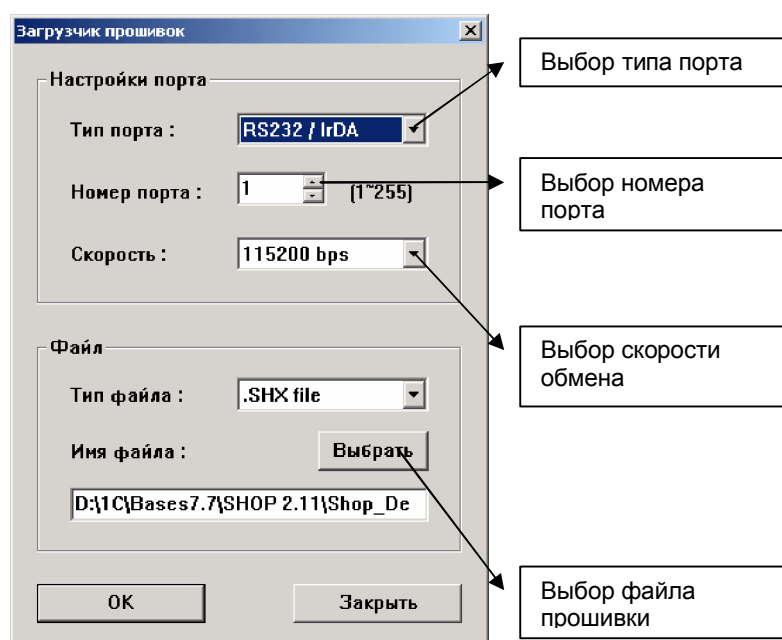 Загрузчик прошивок
Настройки порта
Тип порта :
RS232 / IrDA
Номер порта :
1
(1~255)
Скорость :
115200 bps
Файл
Тип файла :
.SHX file
Имя файла :
Выбрать
D:\1C\Bases7.7\SHOP 2.11\Shop_De
OK
Закрыть
Выбор типа порта
Выбор номера
порта
Выбор скорости
обмена
Выбор файла
прошивки